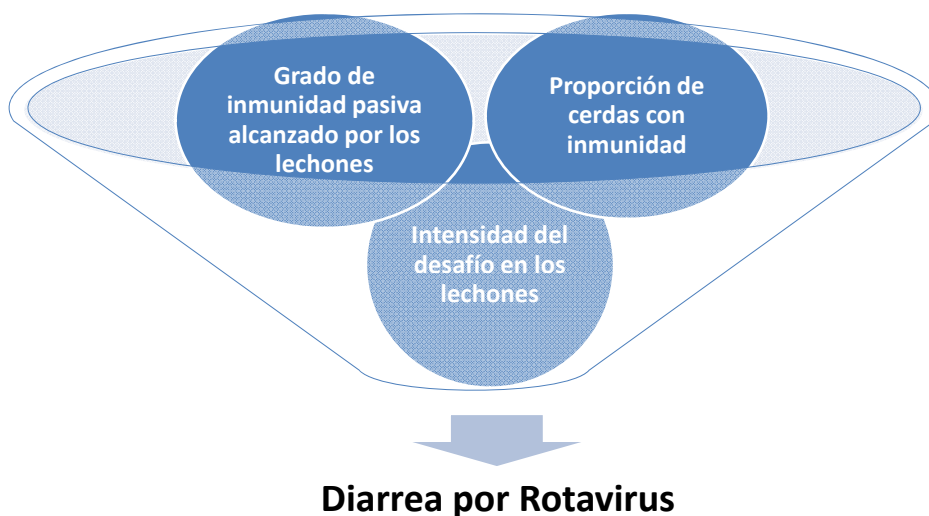 Grado de
inmunidad pasiva
alcanzado por los
lechones
Proporción de
cerdas con
inmunidad
Intensidad del
desafío en los
lechones
Diarrea por Rotavirus